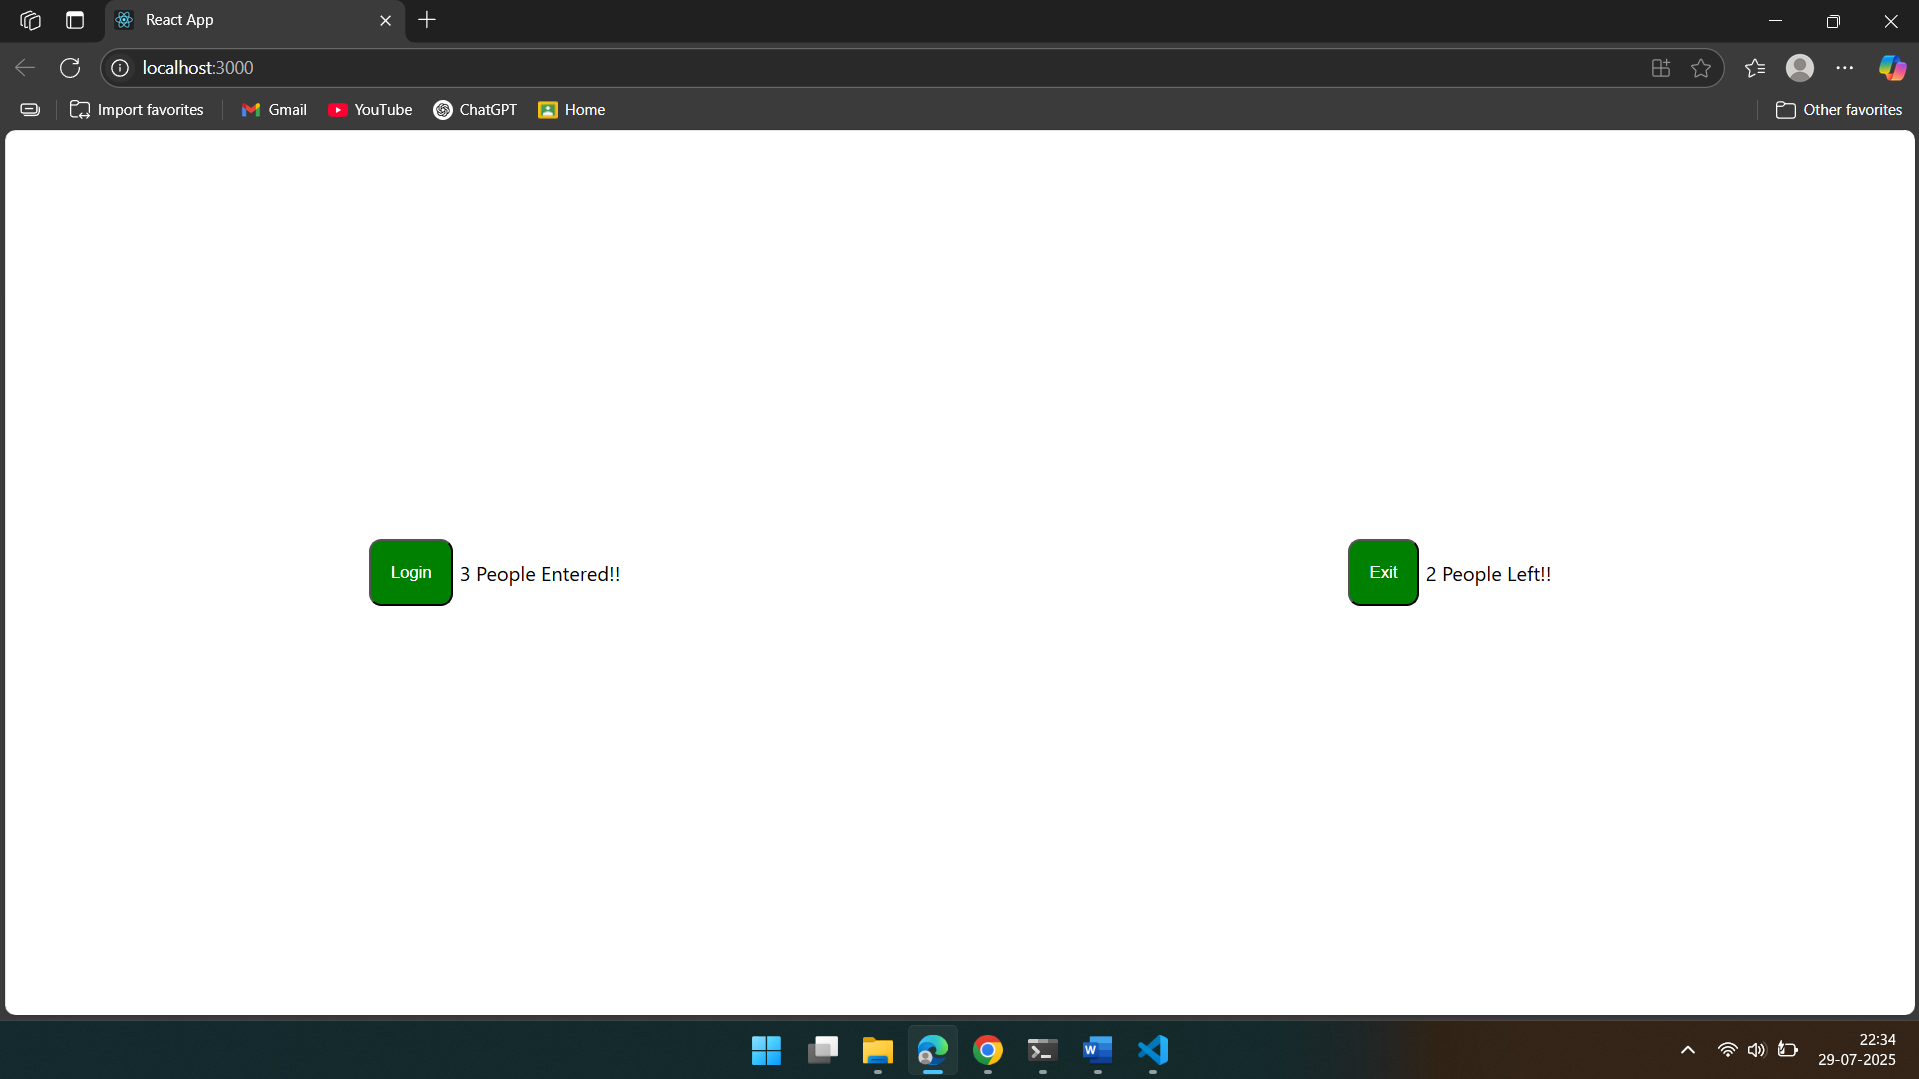 React App
localhost:3000
Import favorites Gmail YouTube ChatGPT Home Other favorites
Login 3 People Entered!! Exit 2 People Left!!
22:34
29-07-2025